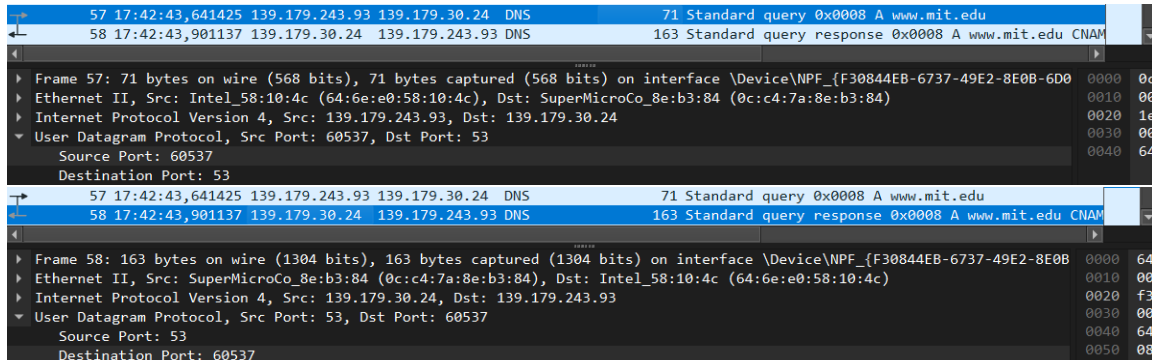 57 17:42:43,641425 139.179.243.93 139.179.30.24 DNS 71 Standard query 0x0008 A www.mit.edu
58 17:42:43,901137 139.179.30.24 139.179.243.93 DNS 163 Standard query response 0x0008 A www.mit.edu CNAM
Frame 57: 71 bytes on wire (568 bits), 71 bytes captured (568 bits) on interface \Device\NPF_{F30844EB-6737-49E2-8E0B-6D0 0000 0c
Ethernet II, Src: Intel_58:10:4c (64:6e:e0:58:10:4c), Dst: SuperMicroCo_8e:b3:84 (0c:c4:7a:8e:b3:84) 0010 00
Internet Protocol Version 4, Src: 139.179.243.93, Dst: 139.179.30.24 0020 1e
User Datagram Protocol, Src Port: 60537, Dst Port: 53 0030 00
Source Port: 60537 0040 64
Destination Port: 53
57 17:42:43,641425 139.179.243.93 139.179.30.24 DNS 71 Standard query 0x0008 A www.mit.edu
58 17:42:43,901137 139.179.30.24 139.179.243.93 DNS 163 Standard query response 0x0008 A www.mit.edu CNAM
Frame 58: 163 bytes on wire (1304 bits), 163 bytes captured (1304 bits) on interface \Device\NPF_{F30844EB-6737-49E2-8E0B 0000 64
Ethernet II, Src: SuperMicroCo_8e:b3:84 (0c:c4:7a:8e:b3:84), Dst: Intel_58:10:4c (64:6e:e0:58:10:4c) 0010 00
Internet Protocol Version 4, Src: 139.179.30.24, Dst: 139.179.243.93 0020 f3
User Datagram Protocol, Src Port: 53, Dst Port: 60537 0030 00
Source Port: 53 0040 64
Destination Port: 60537 0050 08